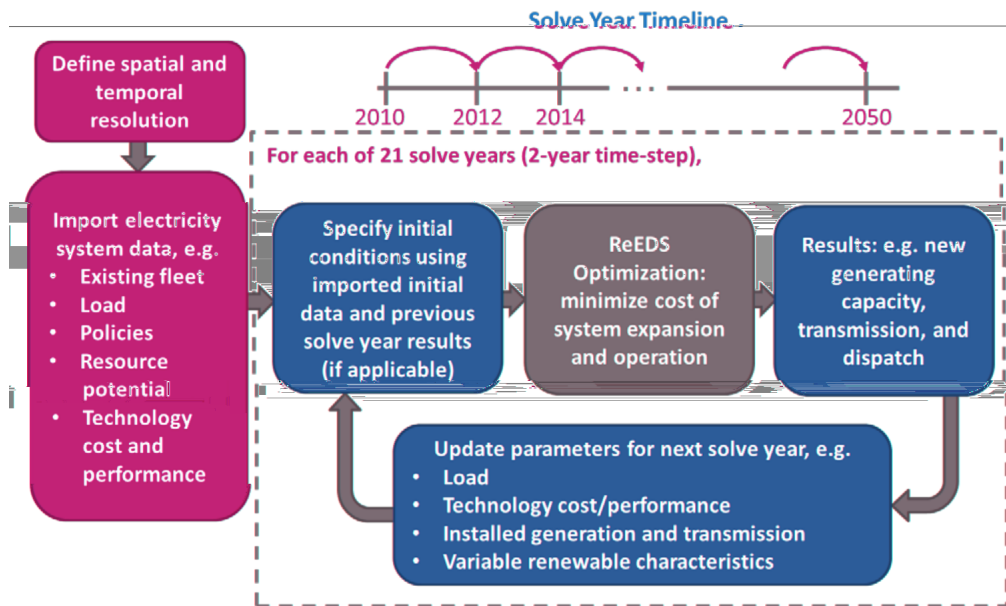 Solve Year Timeline
Define spatial and
temporal
resolution
...
2010
2012
2014
2050
For each of 21 solve years (2-year time-step),
Import electricity
system data, e.g.
• Existing fleet
• Load
• Policies
• Resource
potential
• Technology
cost and
performance
Specify initial
conditions using
imported initial
data and previous
solve year results
(if applicable)
ReEDS
Optimization:
minimize cost of
system expansion
and operation
Results: e.g. new
generating
capacity,
transmission, and
dispatch
Update parameters for next solve year, e.g.
• Load
• Technology cost/performance
• Installed generation and transmission
• Variable renewable characteristics